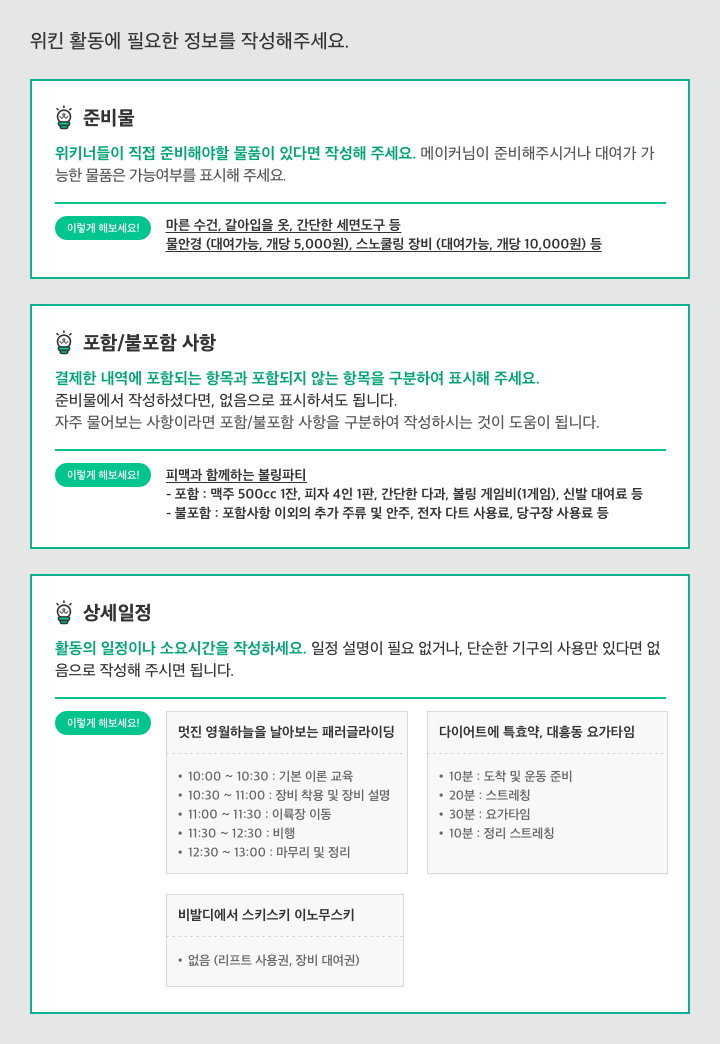 위킨 활동에 필요한 정보를 작성해주세요.
준비물
위키너들이 직접 준비해야할 물품이 있다면 작성해 주세요. 메이커님이 준비해주시거나 대여가 가
능한 물품은 가능여부를 표시해 주세요.
이렇게 해보세요!
마른 수건, 갈아입을 옷, 간단한 세면도구 등
물안경 (대여가능, 개당 5,000원), 스노쿨링 장비 (대여가능, 개당 10,000원) 등
포함/불포함 사항
결제한 내역에 포함되는 항목과 포함되지 않는 항목을 구분하여 표시해 주세요.
준비물에서 작성하셨다면, 없음으로 표시하셔도 됩니다.
자주 물어보는 사항이라면 포함/불포함 사항을 구분하여 작성하시는 것이 도움이 됩니다.
이렇게 해보세요!
피맥과 함께하는 볼링파티
- 포함 : 맥주 500cc 1잔, 피자 4인 1판, 간단한 다과, 볼링 게임비(1게임), 신발 대여료 등
- 불포함 : 포함사항 이외의 추가 주류 및 안주, 전자 다트 사용료, 당구장 사용료 등
상세일정
활동의 일정이나 소요시간을 작성하세요. 일정 설명이 필요 없거나, 단순한 기구의 사용만 있다면 없
음으로 작성해 주시면 됩니다.
이렇게 해보세요!
멋진 영월하늘을 날아보는 패러글라이딩
• 10:00 ~ 10:30 : 기본 이론 교육
• 10:30 ~ 11:00 : 장비 착용 및 장비 설명
• 11:00 ~ 11:30 : 이륙장 이동
• 11:30 ~ 12:30 : 비행
• 12:30 ~ 13:00 : 마무리 및 정리
다이어트에 특효약, 대흥동 요가타임
• 10분 : 도착 및 운동 준비
• 20분 : 스트레칭
• 30분 : 요가타임
• 10분 : 정리 스트레칭
비발디에서 스키스키 이노무스키
• 없음 (리프트 사용권, 장비 대여권)